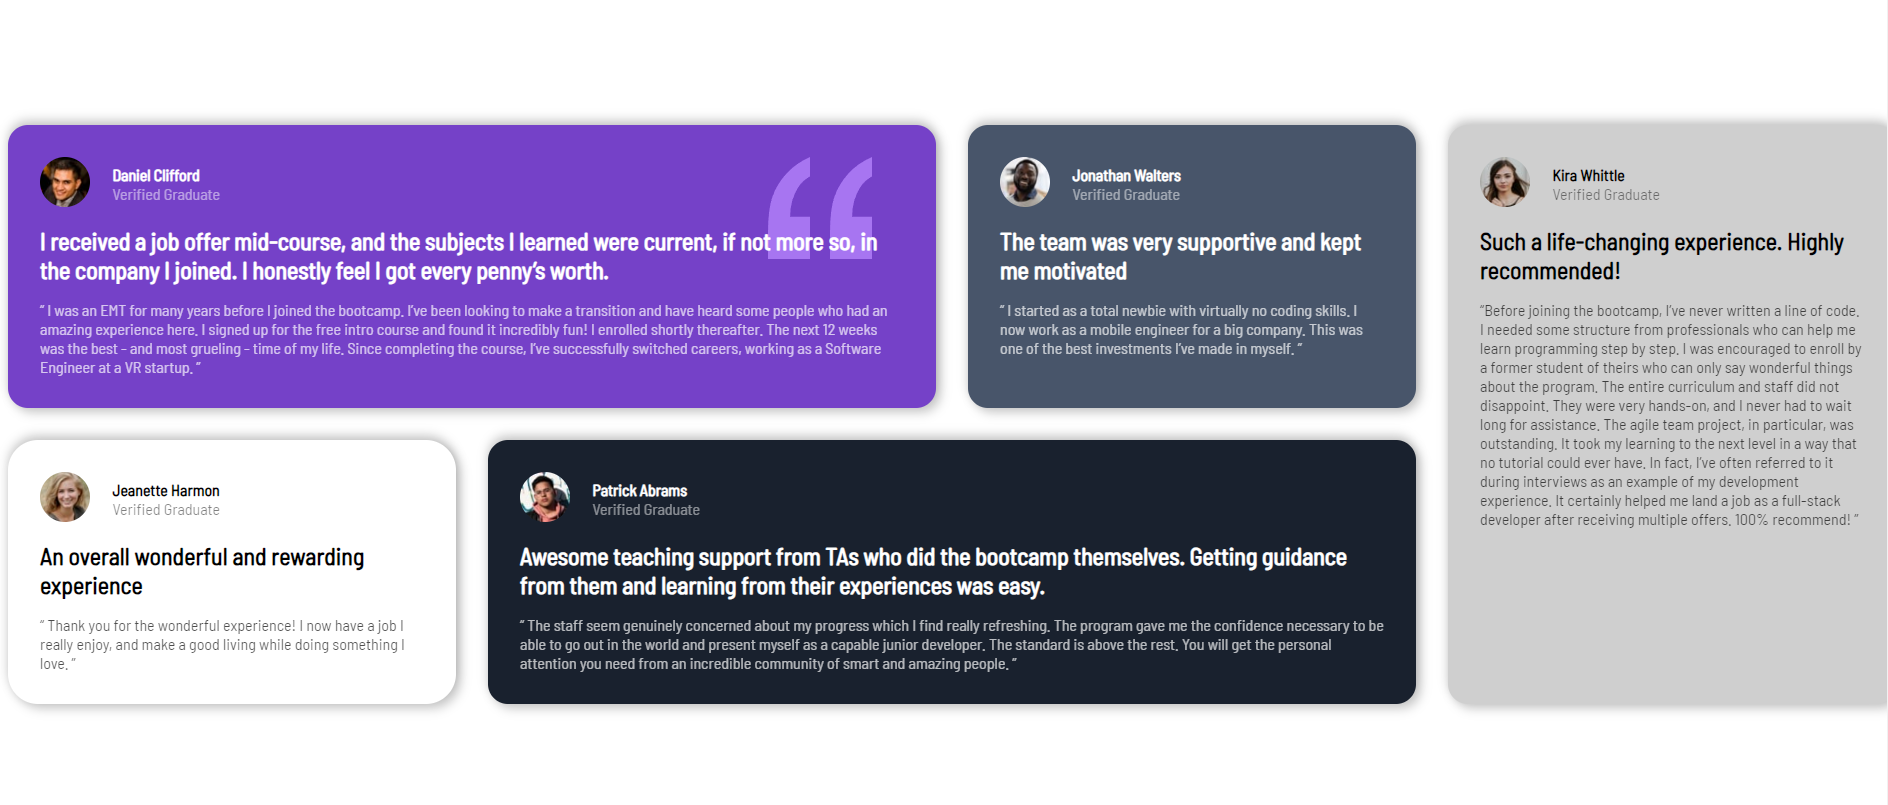 Daniel Clifford
Verified Graduate
I received a job offer mid-course, and the subjects I learned were current, if not more so, in
the company I joined. I honestly feel I got every penny’s worth.
“ I was an EMT for many years before I joined the bootcamp. I’ve been looking to make a transition and have heard some people who had an
amazing experience here. I signed up for the free intro course and found it incredibly fun! I enrolled shortly thereafter. The next 12 weeks
was the best - and most grueling - time of my life. Since completing the course, I’ve successfully switched careers, working as a Software
Engineer at a VR startup. ”
Jonathan Walters
Verified Graduate
The team was very supportive and kept
me motivated
“ I started as a total newbie with virtually no coding skills. I
now work as a mobile engineer for a big company. This was
one of the best investments I’ve made in myself. ”
Kira Whittle
Verified Graduate
Such a life-changing experience. Highly
recommended!
“Before joining the bootcamp, I’ve never written a line of code.
I needed some structure from professionals who can help me
learn programming step by step. I was encouraged to enroll by
a former student of theirs who can only say wonderful things
about the program. The entire curriculum and staff did not
disappoint. They were very hands-on, and I never had to wait
long for assistance. The agile team project, in particular, was
outstanding. It took my learning to the next level in a way that
no tutorial could ever have. In fact, I’ve often referred to it
during interviews as an example of my development
experience. It certainly helped me land a job as a full-stack
developer after receiving multiple offers. 100% recommend! ”
Jeanette Harmon
Verified Graduate
An overall wonderful and rewarding
experience
“ Thank you for the wonderful experience! I now have a job I
really enjoy, and make a good living while doing something I
love. ”
Patrick Abrams
Verified Graduate
Awesome teaching support from TAs who did the bootcamp themselves. Getting guidance
from them and learning from their experiences was easy.
“ The staff seem genuinely concerned about my progress which I find really refreshing. The program gave me the confidence necessary to be
able to go out in the world and present myself as a capable junior developer. The standard is above the rest. You will get the personal
attention you need from an incredible community of smart and amazing people. ”